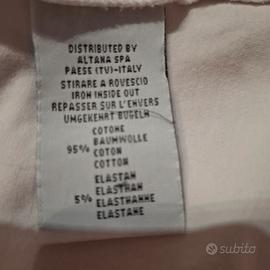 DISTRIBUTED BY
ALTANA SPA
PAESE (TV)-ITALY
STIRARE A ROVESCIO
IRON INSIDE OUT
REPASSER SUR L'ENVERS
UMGEKEHRT BUGELN
COTONE
BAUMWOLLE
95% COTON
COTTON
ELASTAN
ELASTHAN
5% ELASTHANNE
ELASTANE
subito